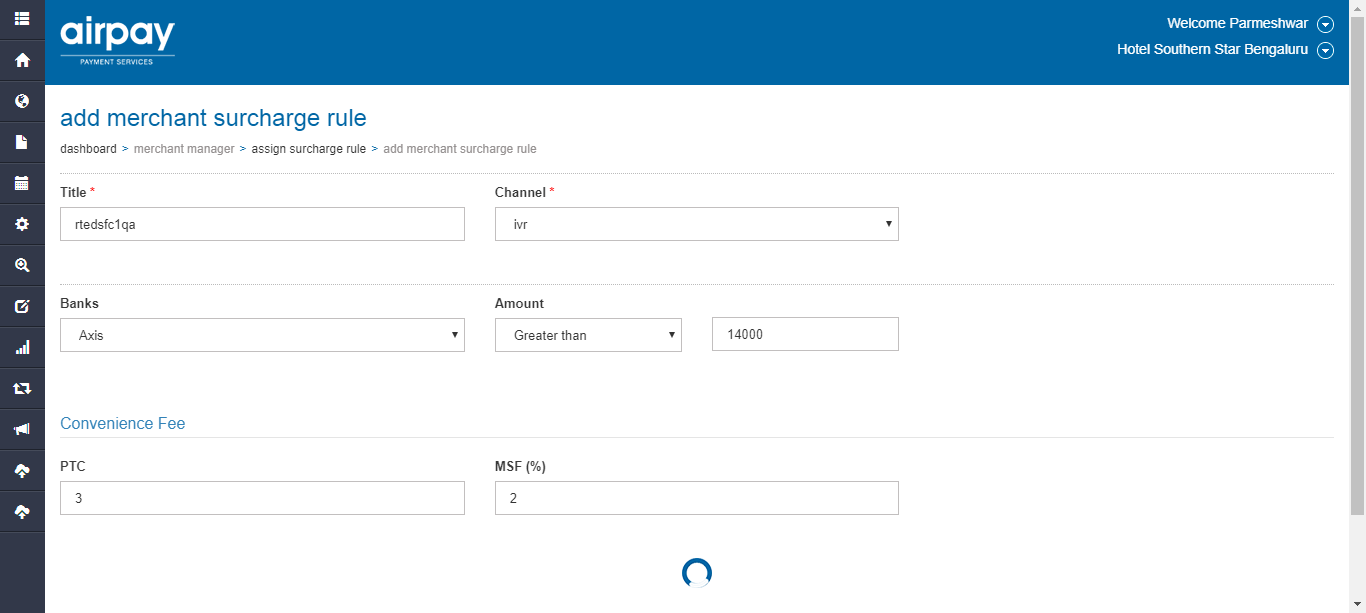 airpay
PAYMENT SERVICES
Welcome Parmeshwar
Hotel Southern Star Bengaluru
add merchant surcharge rule
dashboard > merchant manager > assign surcharge rule > add merchant surcharge rule
Title * Channel *
rtedsfc1qa ivr
Banks Amount
Axis Greater than 14000
Convenience Fee
PTC MSF (%)
3 2